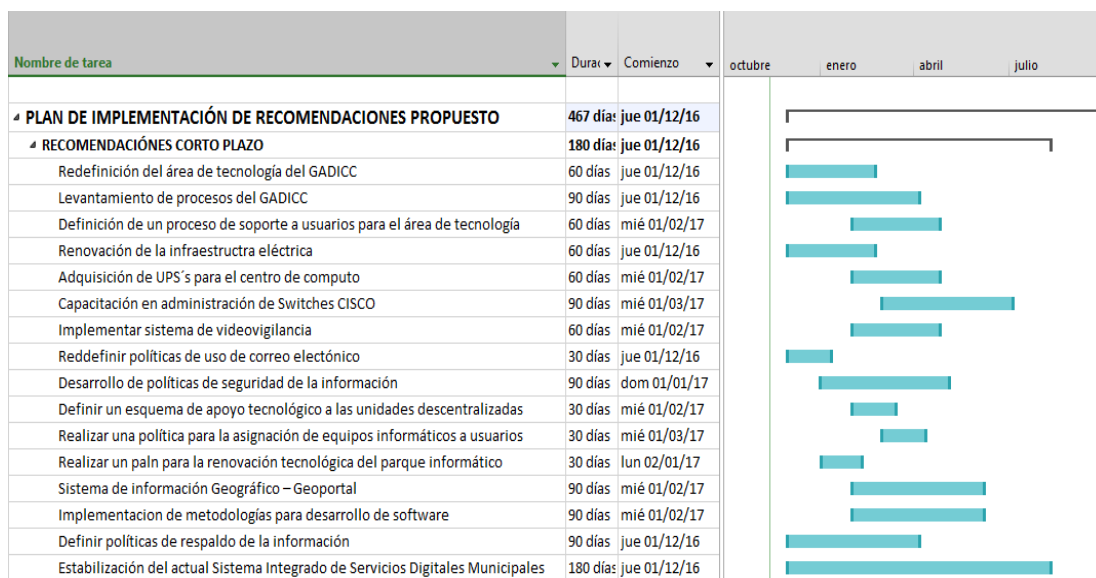 Nombre de tarea Durac Comienzo octubre enero abril julio
PLAN DE IMPLEMENTACIÓN DE RECOMENDACIONES PROPUESTO 467 días jue 01/12/16
RECOMENDACIÓNES CORTO PLAZO 180 días jue 01/12/16
Redefinición del área de tecnología del GADICC 60 días jue 01/12/16
Levantamiento de procesos del GADICC 90 días jue 01/12/16
Definición de un proceso de soporte a usuarios para el área de tecnología 60 días mié 01/02/17
Renovación de la infraestructra eléctrica 60 días jue 01/12/16
Adquisición de UPS´s para el centro de computo 60 días mié 01/02/17
Capacitación en administración de Switches CISCO 90 días mié 01/03/17
Implementar sistema de videovigilancia 60 días mié 01/02/17
Reddefinir políticas de uso de correo electónico 30 días jue 01/12/16
Desarrollo de políticas de seguridad de la información 90 días dom 01/01/17
Definir un esquema de apoyo tecnológico a las unidades descentralizadas 30 días mié 01/02/17
Realizar una política para la asignación de equipos informáticos a usuarios 30 días mié 01/03/17
Realizar un paln para la renovación tecnológica del parque informático 30 días lun 02/01/17
Sistema de información Geográfico – Geoportal 90 días mié 01/02/17
Implementacion de metodologías para desarrollo de software 90 días mié 01/02/17
Definir políticas de respaldo de la información 90 días jue 01/12/16
Estabilización del actual Sistema Integrado de Servicios Digitales Municipales 180 días jue 01/12/16